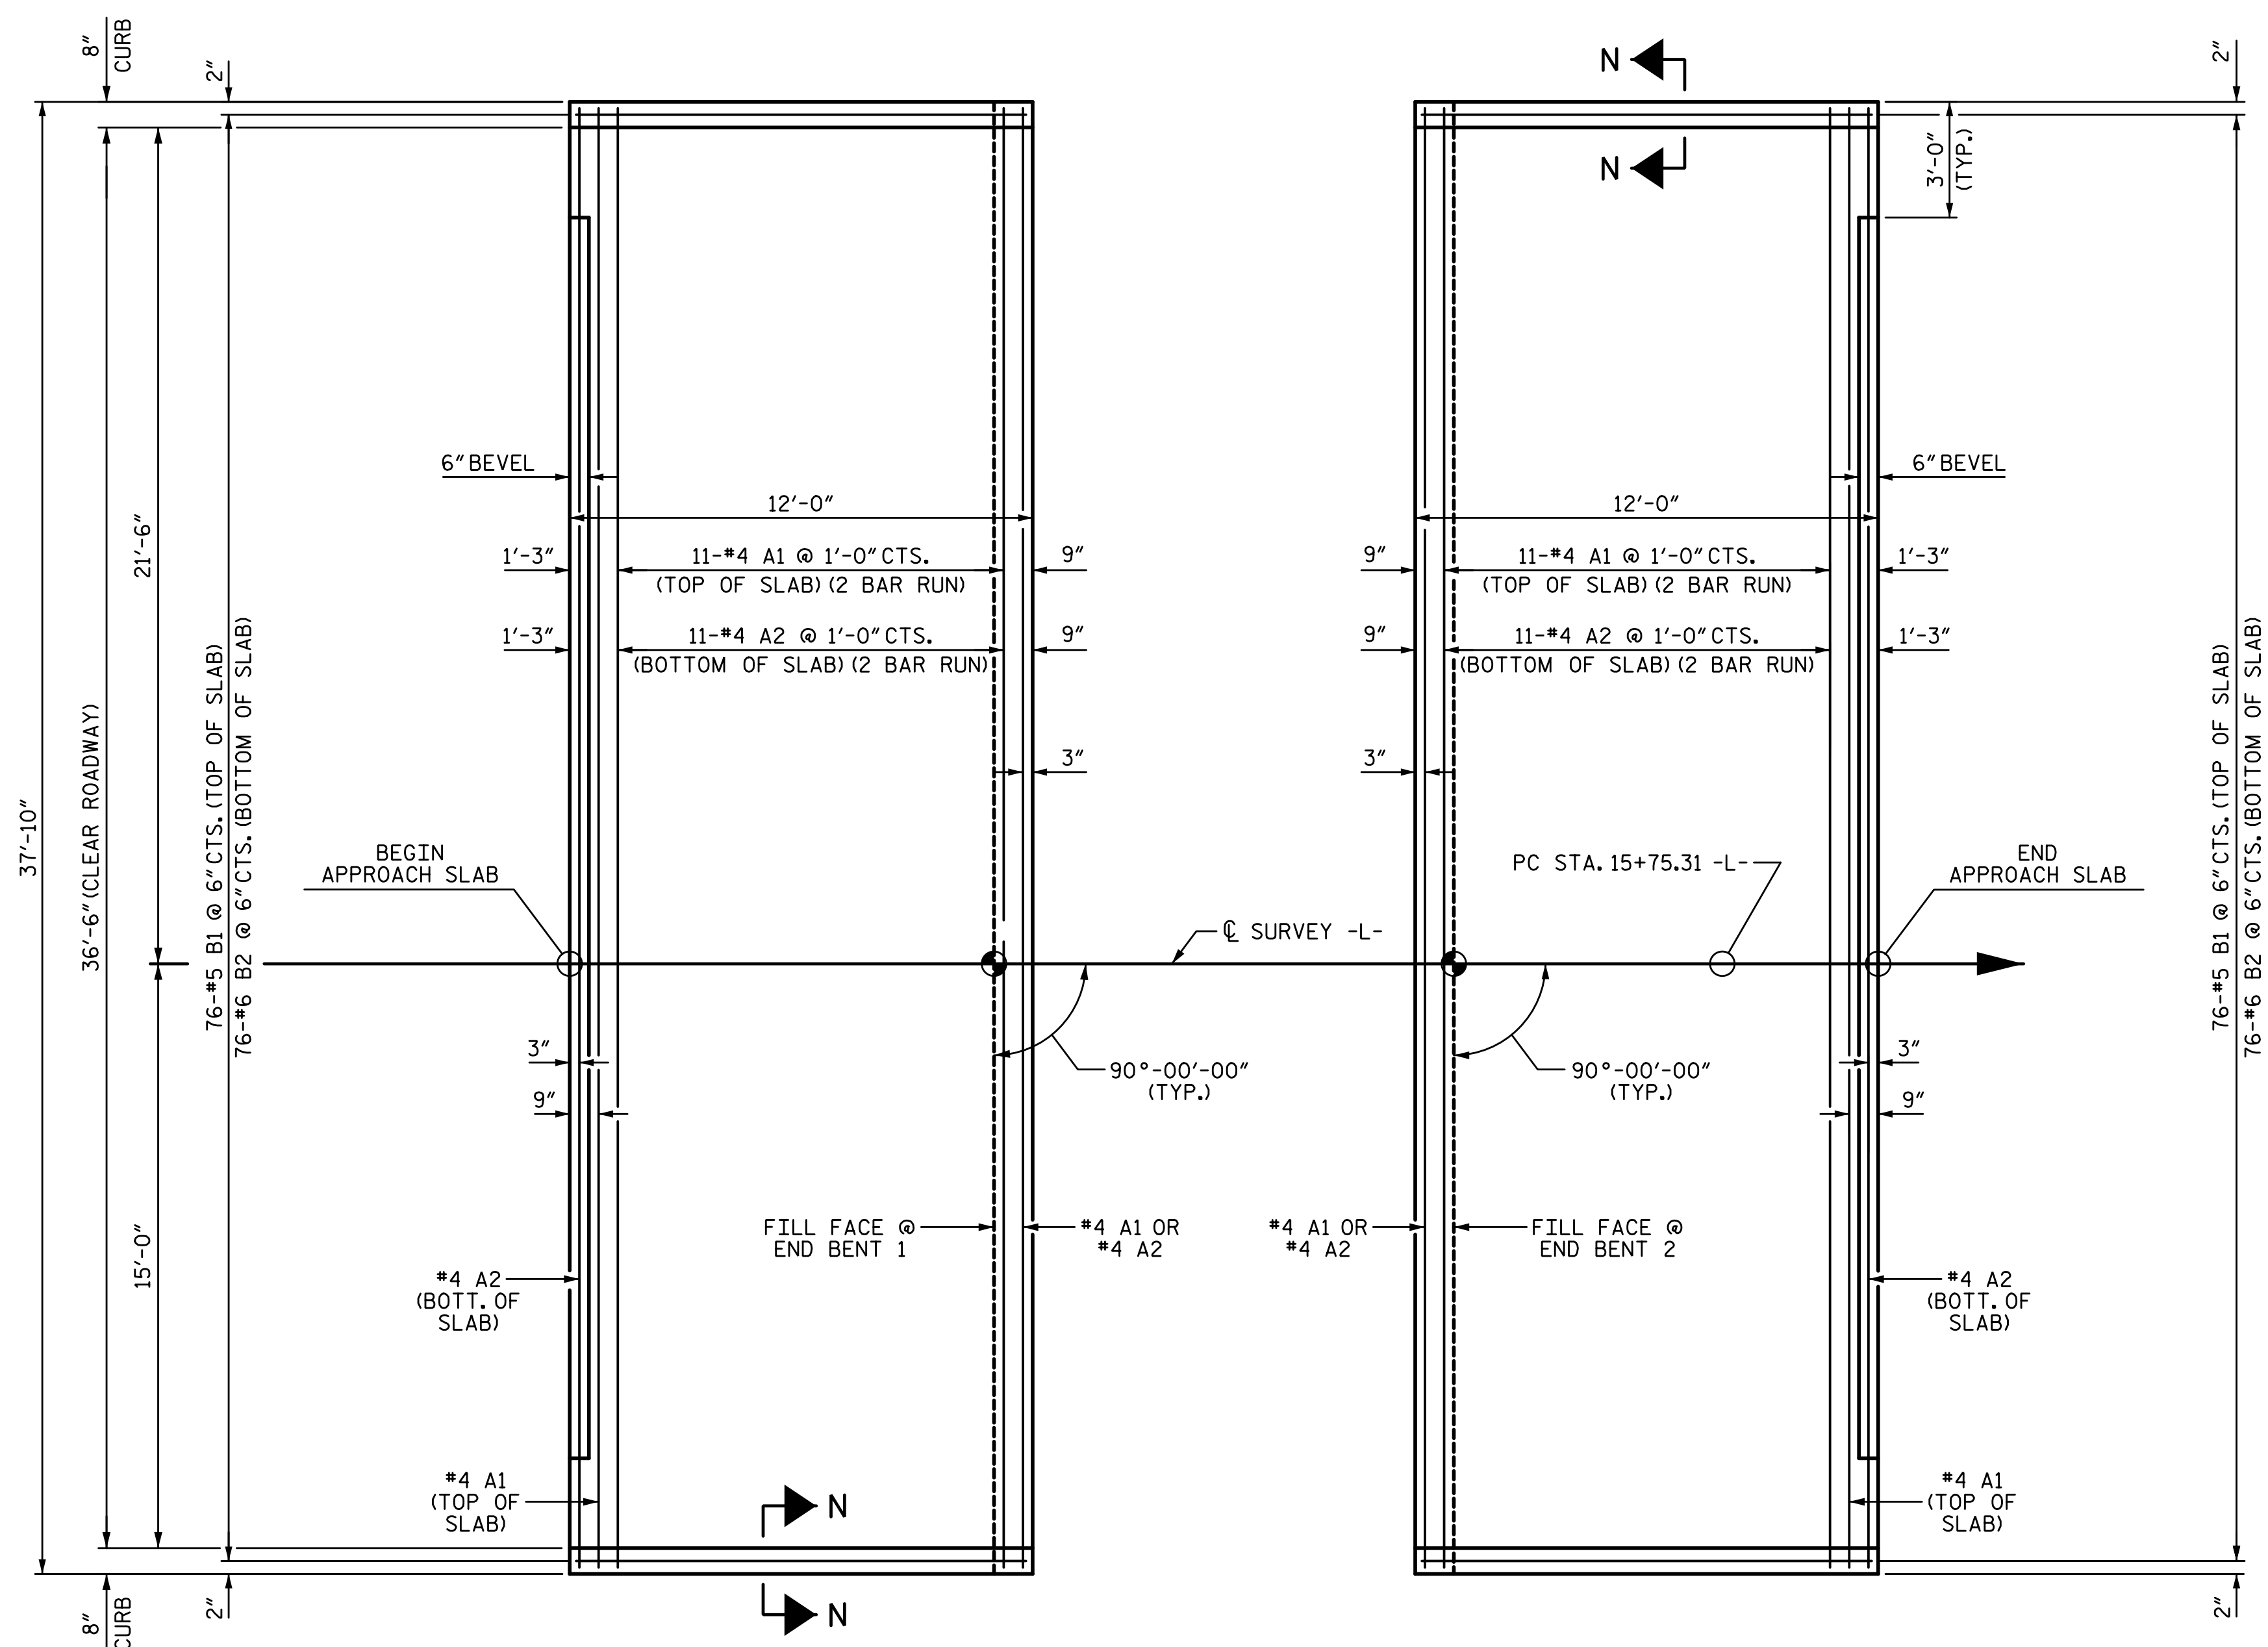 8" CURB
2"
N
2"
N
3'-0"
(TYP.)
6" BEVEL
6" BEVEL
12'-0"
12'-0"
21'-6"
1'-3"
11-#4 A1 @ 1'-0" CTS.
(TOP OF SLAB) (2 BAR RUN)
9"
9"
11-#4 A1 @ 1'-0" CTS.
(TOP OF SLAB) (2 BAR RUN)
1'-3"
1'-3"
11-#4 A2 @ 1'-0" CTS.
(BOTTOM OF SLAB) (2 BAR RUN)
9"
9"
11-#4 A2 @ 1'-0" CTS.
(BOTTOM OF SLAB) (2 BAR RUN)
1'-3"
3"
3"
37'-10"
36'-6" (CLEAR ROADWAY)
76-#5 B1 @ 6" CTS. (TOP OF SLAB)
76-#6 B2 @ 6" CTS. (BOTTOM OF SLAB)
76-#5 B1 @ 6" CTS. (TOP OF SLAB)
76-#6 B2 @ 6" CTS. (BOTTOM OF SLAB)
BEGIN
APPROACH SLAB
PC STA. 15+75.31 -L-
END
APPROACH SLAB
℄ SURVEY -L-
3"
90°-00'-00"
(TYP.)
90°-00'-00"
(TYP.)
3"
9"
9"
15'-0"
FILL FACE @
END BENT 1
#4 A1 OR
#4 A2
#4 A1 OR
#4 A2
FILL FACE @
END BENT 2
#4 A2
(BOTT. OF
SLAB)
#4 A2
(BOTT. OF
SLAB)
#4 A1
(TOP OF
SLAB)
N
#4 A1
(TOP OF
SLAB)
8" CURB
2"
N
2"